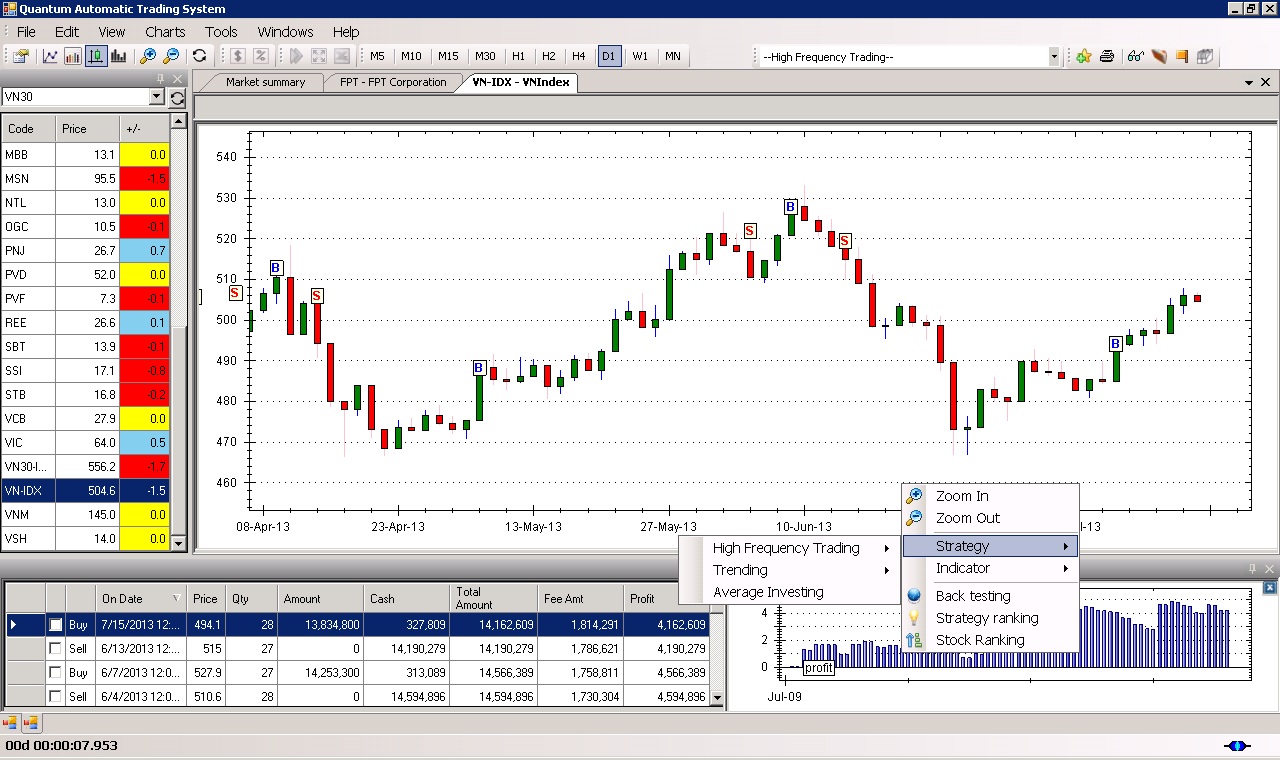 Quantum Automatic Trading System
File Edit View Charts Tools Windows Help
$ % M5 M10 M15 M30 H1 H2 H4 D1 W1 MN --High Frequency Trading--
Market summary FPT - FPT Corporation VN-IDX - VNIndex
VN30
Code Price +/-
MBB 13.1 0.0
MSN 95.5 -1.5
NTL 13.0 0.0
OGC 10.5 -0.1
PNJ 26.7 0.7
PVD 52.0 0.0
PVF 7.3 -0.1
REE 26.6 0.1
SBT 13.9 -0.1
SSI 17.1 -0.8
STB 16.8 -0.2
VCB 27.9 0.0
VIC 64.0 0.5
VN30-I... 556.2 -1.7
VN-IDX 504.6 -1.5
VNM 145.0 0.0
VSH 14.0 0.0
540
530
520
510
500
490
480
470
460
S B S B S B S B
08-Apr-13 23-Apr-13 13-May-13 27-May-13 10-Jun-13 l-13
Zoom In
Zoom Out
Strategy
Indicator
Back testing
Strategy ranking
Stock Ranking
High Frequency Trading
Trending
Average Investing
On Date Price Qty Amount Cash Total Amount Fee Amt Profit
Buy 7/15/2013 12:... 494.1 28 13,834,800 327,809 14,162,609 1,814,291 4,162,609
Sell 6/13/2013 12:... 515 27 0 14,190,279 14,190,279 1,786,621 4,190,279
Buy 6/7/2013 12:0... 527.9 27 14,253,300 313,089 14,566,389 1,758,811 4,566,389
Sell 6/4/2013 12:0... 510.6 28 0 14,594,896 14,594,896 1,730,304 4,594,896
4
2
0
profit
Jul-09
00d 00:00:07.953